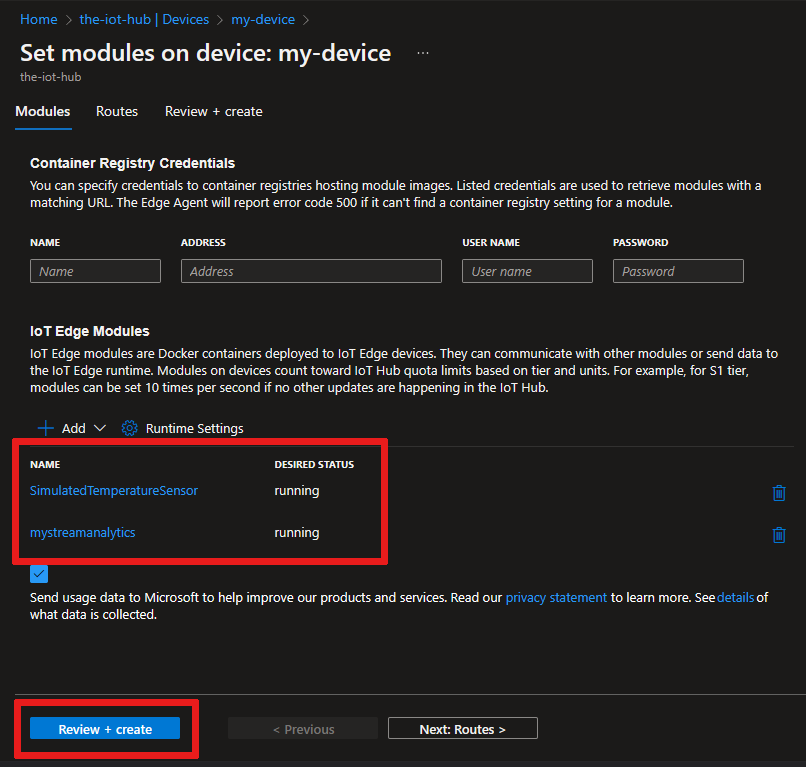 Home > the-iot-hub | Devices > my-device >
Set modules on device: my-device ...
the-iot-hub
Modules Routes Review + create
Container Registry Credentials
You can specify credentials to container registries hosting module images. Listed credentials are used to retrieve modules with a
matching URL. The Edge Agent will report error code 500 if it can't find a container registry setting for a module.
NAME ADDRESS USER NAME PASSWORD
Name Address User name Password
IoT Edge Modules
IoT Edge modules are Docker containers deployed to IoT Edge devices. They can communicate with other modules or send data to
the IoT Edge runtime. Modules on devices count toward IoT Hub quota limits based on tier and units. For example, for S1 tier,
modules can be set 10 times per second if no other updates are happening in the IoT Hub.
Add Runtime Settings
NAME DESIRED STATUS
SimulatedTemperatureSensor running
mystreamanalytics running
Send usage data to Microsoft to help improve our products and services. Read our privacy statement to learn more. See details of
what data is collected.
Review + create < Previous Next: Routes >